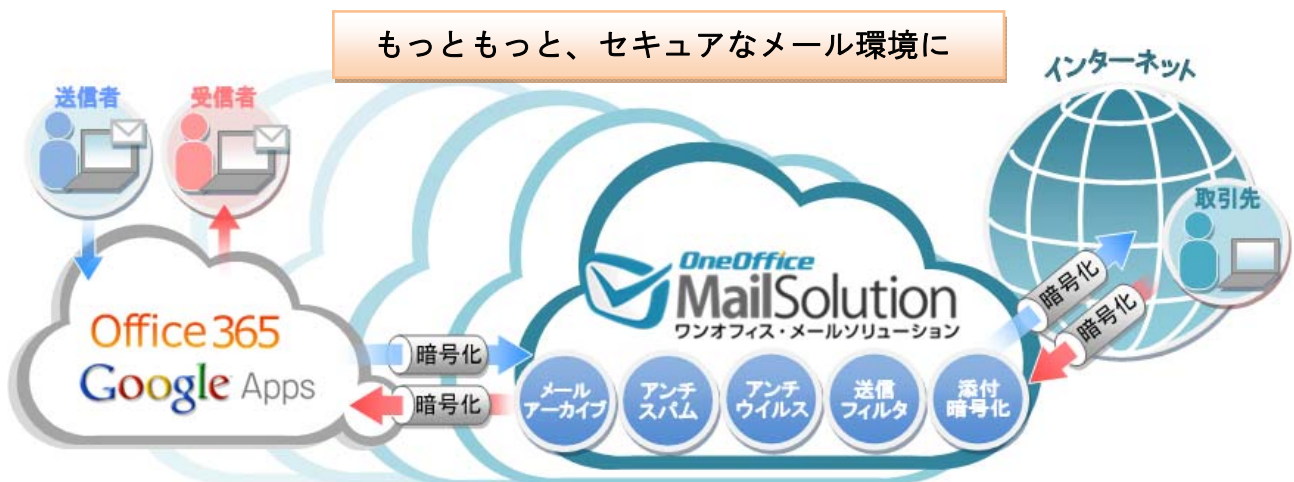 もっともっと、セキュアなメール環境に
送信者
受信者
インターネット
取引先
Office 365
Google Apps
暗号化
暗号化
OneOffice
MailSolution
ワンオフィス・メールソリューション
メール
アーカイブ
アンチ
スパム
アンチ
ウイルス
送信
フィルタ
添付
暗号化
暗号化
暗号化